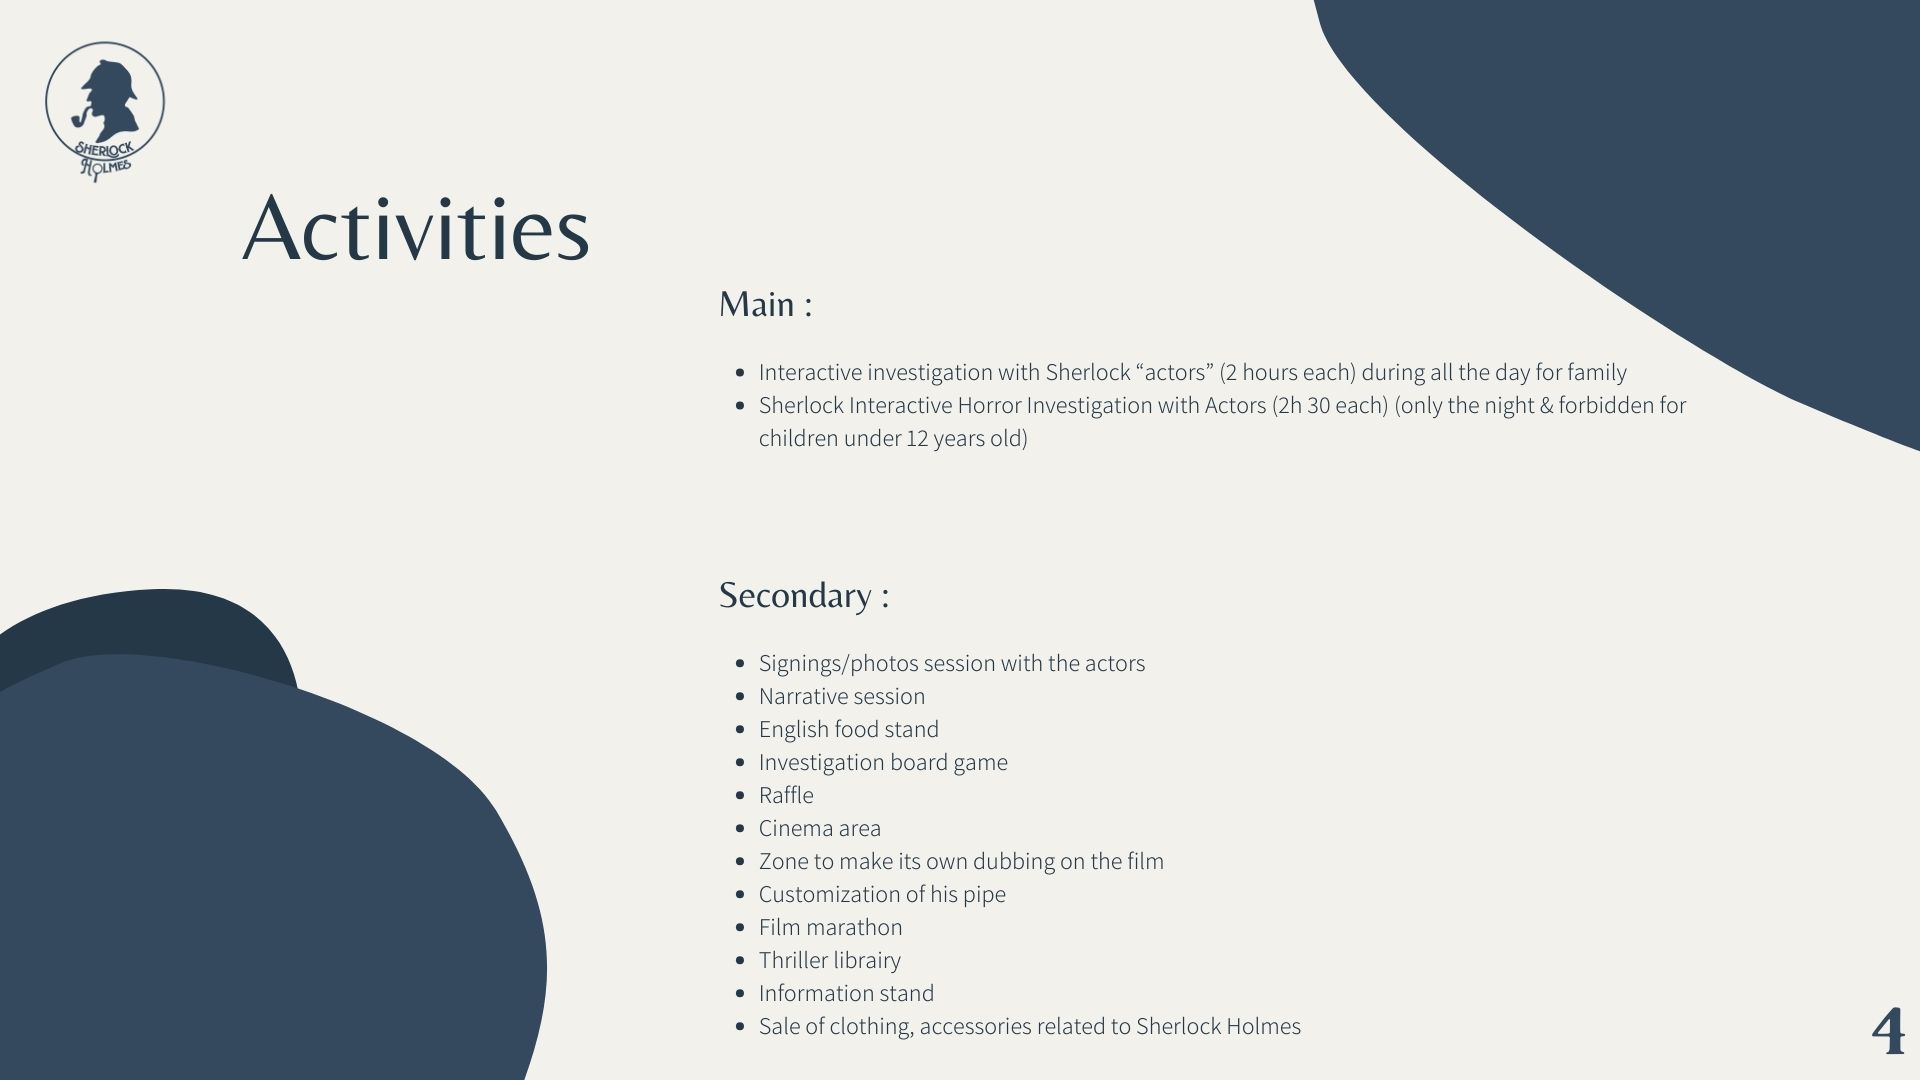 SHERLOCK
HOLMES
Activities
Main :
Interactive investigation with Sherlock “actors” (2 hours each) during all the day for family
Sherlock Interactive Horror Investigation with Actors (2h 30 each) (only the night & forbidden for
children under 12 years old)
Secondary :
Signings/photos session with the actors
Narrative session
English food stand
Investigation board game
Raffle
Cinema area
Zone to make its own dubbing on the film
Customization of his pipe
Film marathon
Thriller librairy
Information stand
Sale of clothing, accessories related to Sherlock Holmes
4